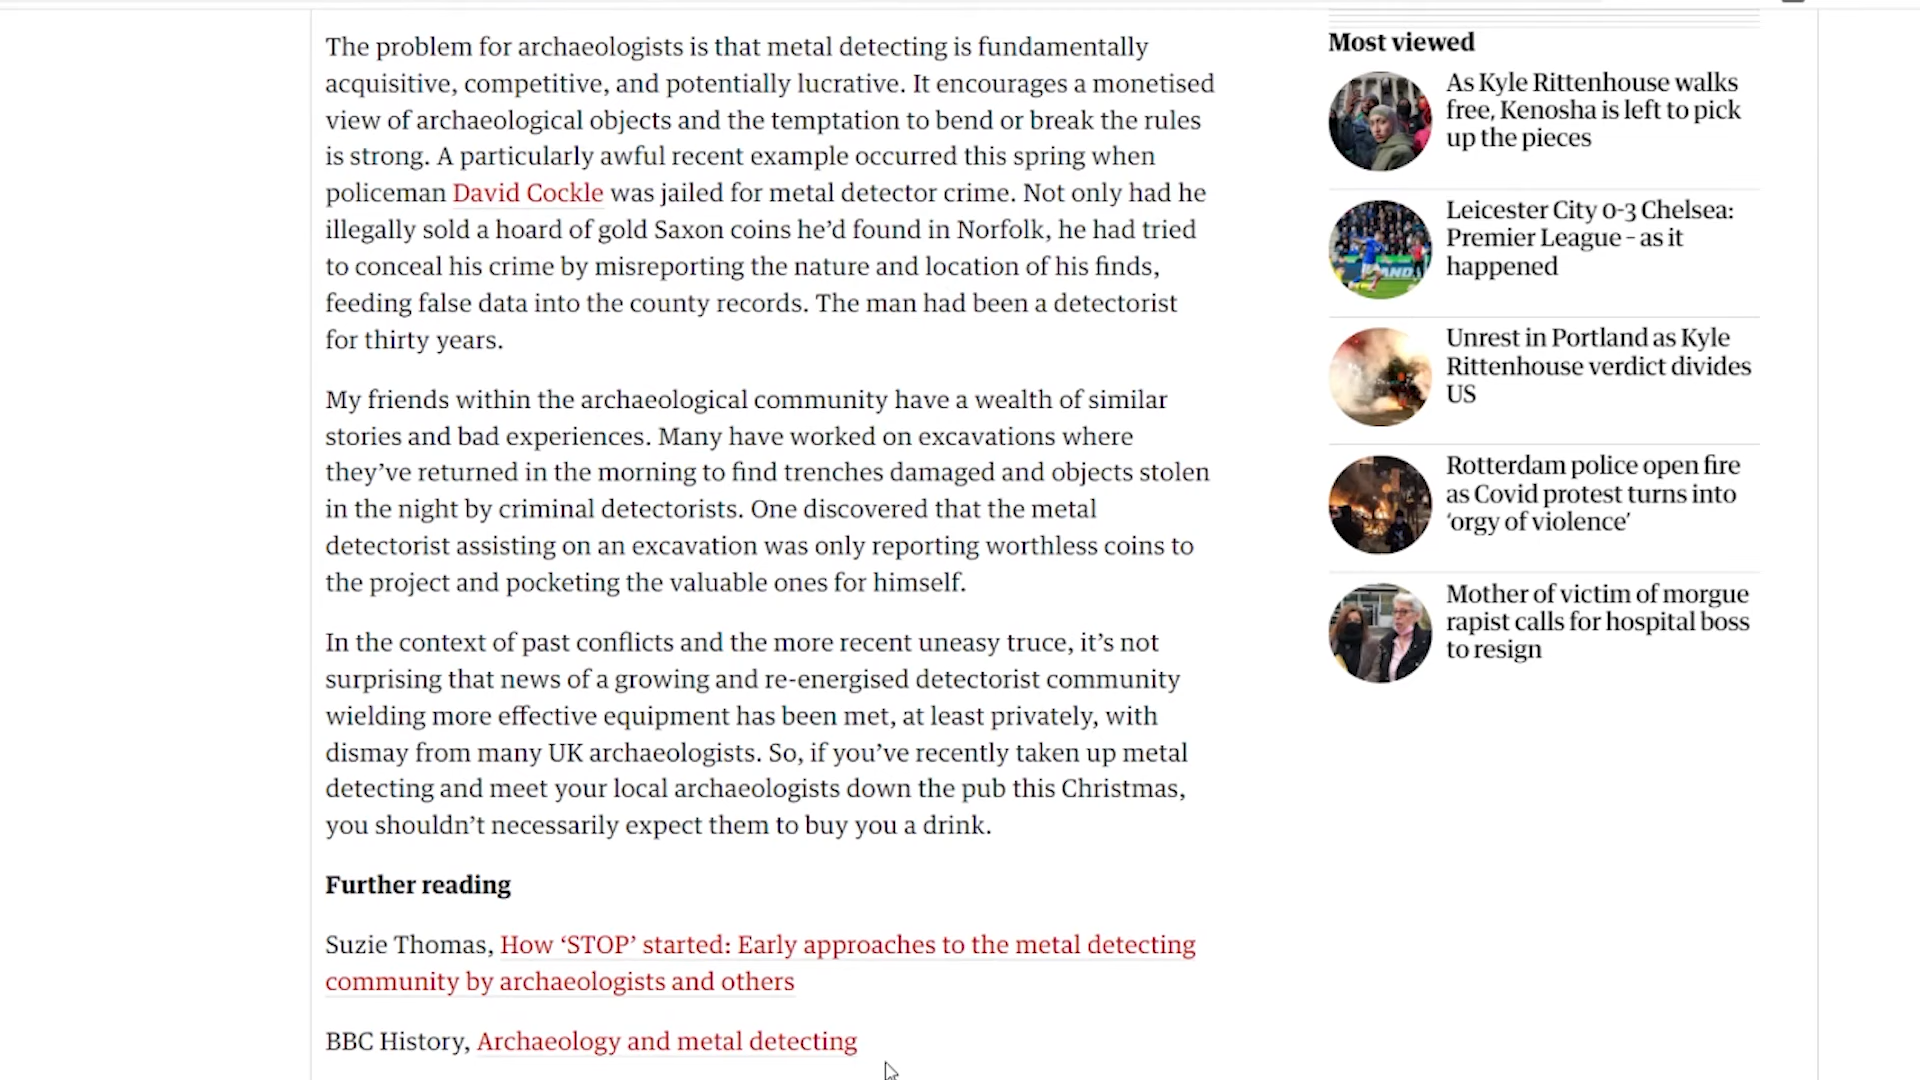 The problem for archaeologists is that metal detecting is fundamentally
acquisitive, competitive, and potentially lucrative. It encourages a monetised
view of archaeological objects and the temptation to bend or break the rules
is strong. A particularly awful recent example occurred this spring when
policeman David Cockle was jailed for metal detector crime. Not only had he
illegally sold a hoard of gold Saxon coins he’d found in Norfolk, he had tried
to conceal his crime by misreporting the nature and location of his finds,
feeding false data into the county records. The man had been a detectorist
for thirty years.
My friends within the archaeological community have a wealth of similar
stories and bad experiences. Many have worked on excavations where
they’ve returned in the morning to find trenches damaged and objects stolen
in the night by criminal detectorists. One discovered that the metal
detectorist assisting on an excavation was only reporting worthless coins to
the project and pocketing the valuable ones for himself.
In the context of past conflicts and the more recent uneasy truce, it’s not
surprising that news of a growing and re-energised detectorist community
wielding more effective equipment has been met, at least privately, with
dismay from many UK archaeologists. So, if you’ve recently taken up metal
detecting and meet your local archaeologists down the pub this Christmas,
you shouldn’t necessarily expect them to buy you a drink.
Further reading
Suzie Thomas, How ‘STOP’ started: Early approaches to the metal detecting
community by archaeologists and others
BBC History, Archaeology and metal detecting
Most viewed
As Kyle Rittenhouse walks
free, Kenosha is left to pick
up the pieces
Leicester City 0-3 Chelsea:
Premier League – as it
happened
Unrest in Portland as Kyle
Rittenhouse verdict divides
US
Rotterdam police open fire
as Covid protest turns into
‘orgy of violence’
Mother of victim of morgue
rapist calls for hospital boss
to resign